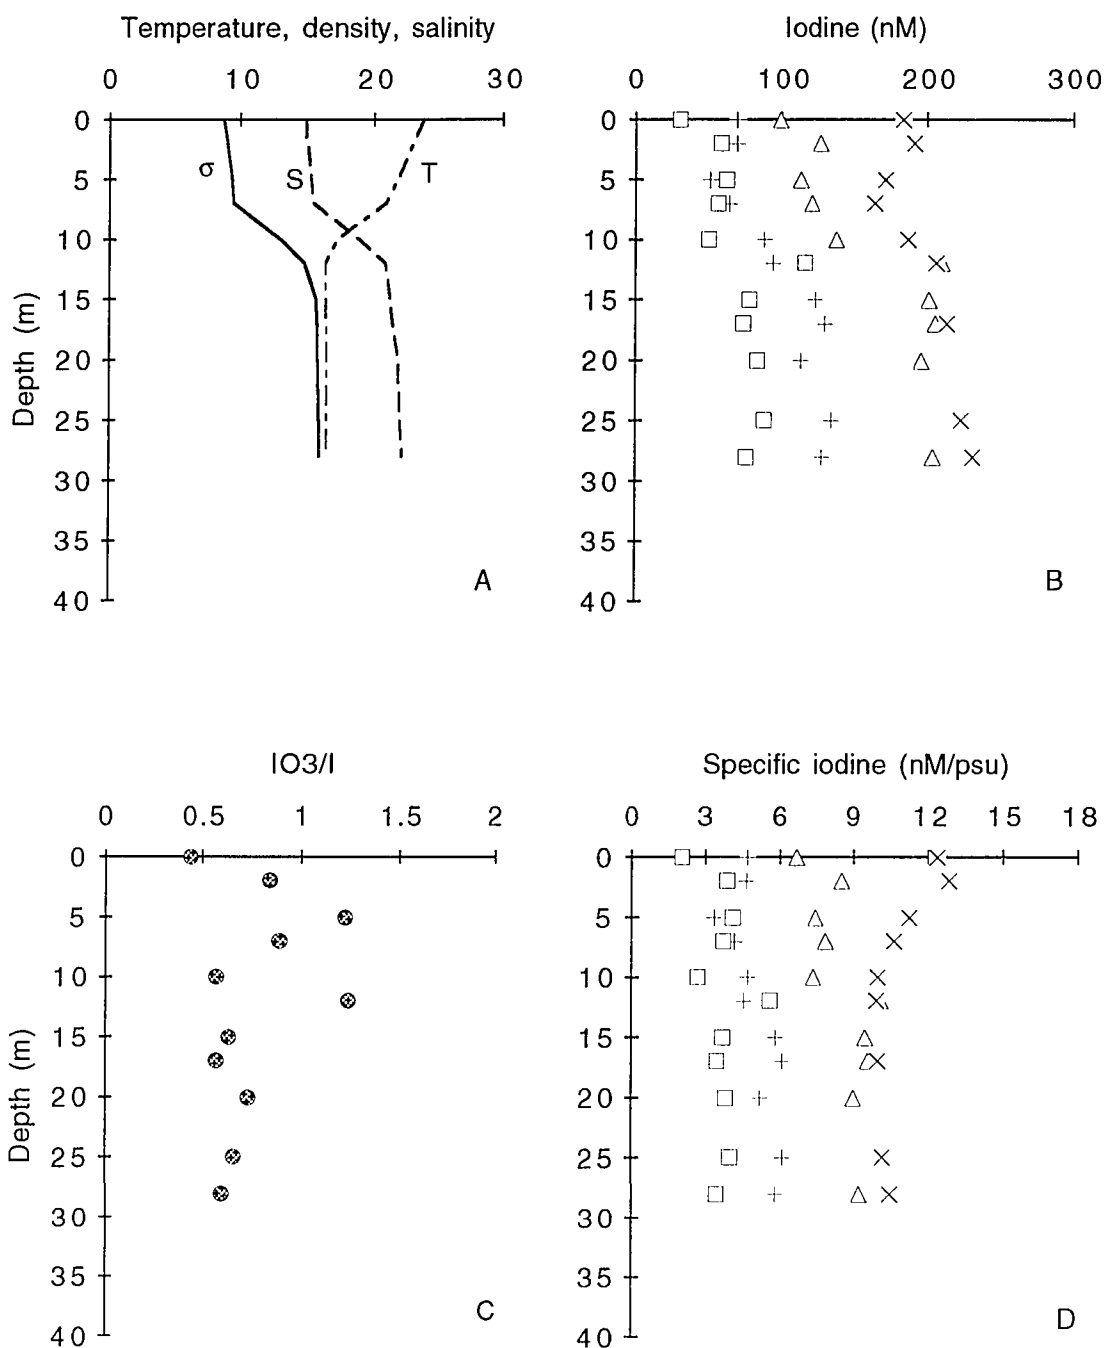 Temperature, density, salinity
0 10 20 30
0
5
10
15
20
25
30
35
40
Depth (m)
σ
S
T
A
Iodine (nM)
0 100 200 300
0
5
10
15
20
25
30
35
40
B
IO3/I
0 0.5 1 1.5 2
0
5
10
15
20
25
30
35
40
Depth (m)
C
Specific iodine (nM/psu)
0 3 6 9 12 15 18
0
5
10
15
20
25
30
35
40
D